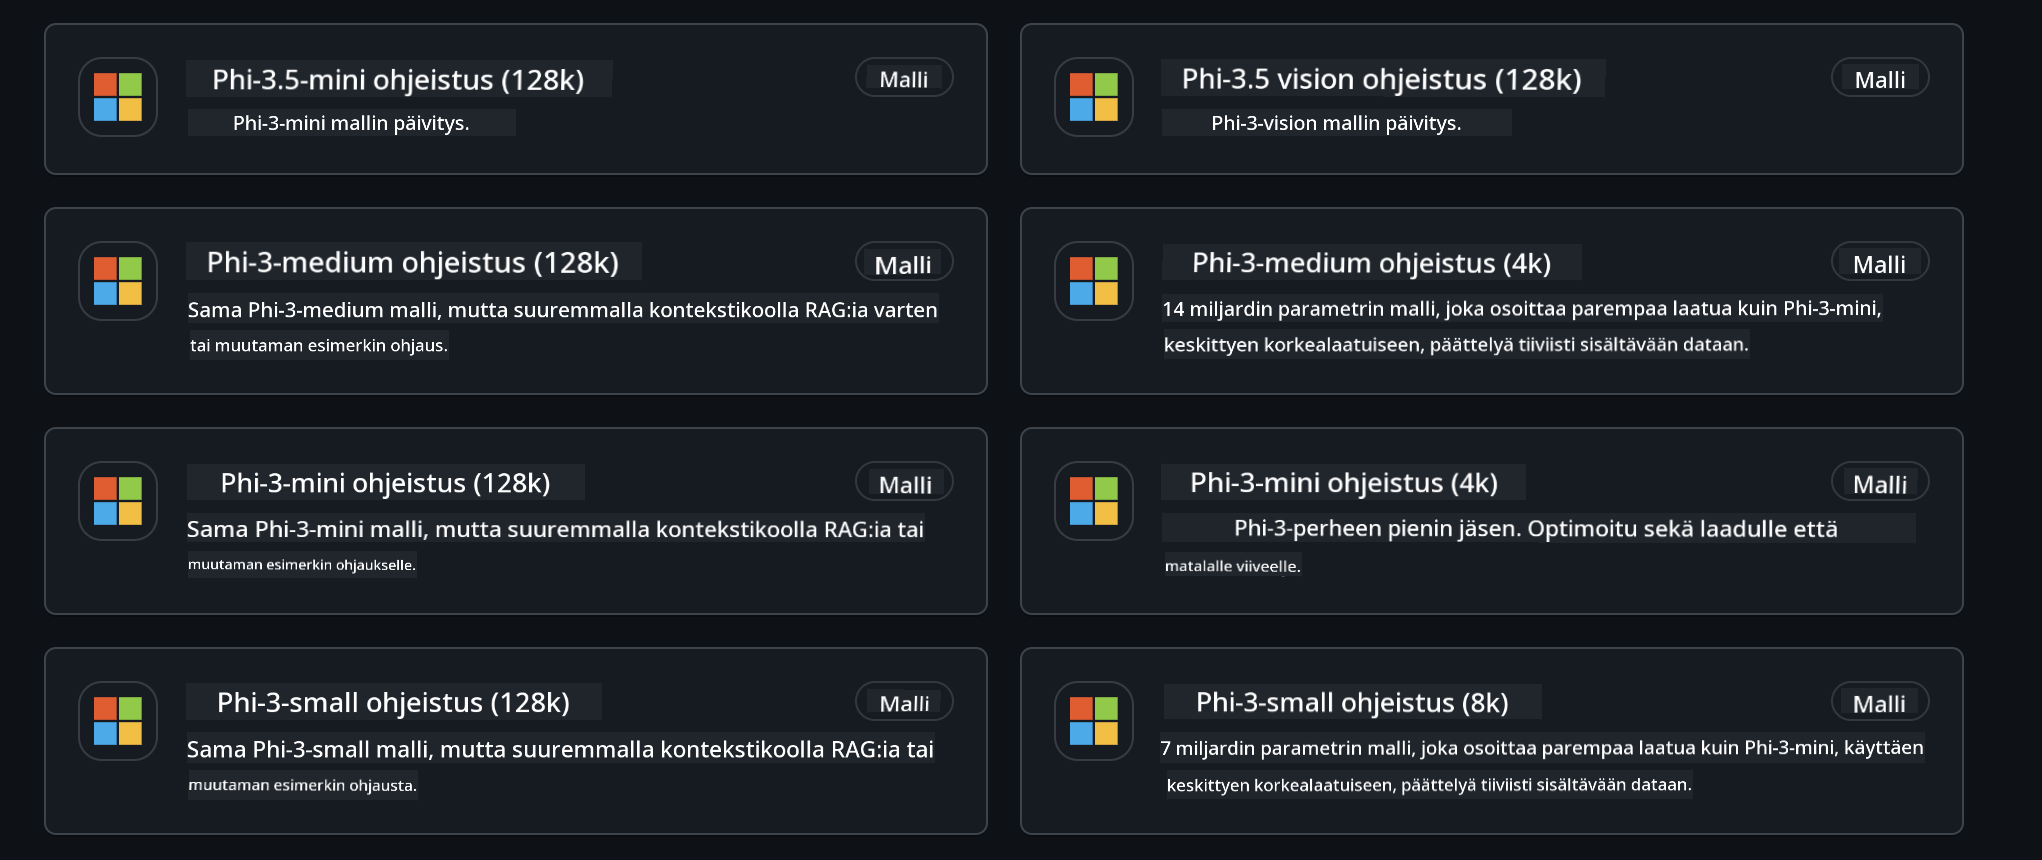 Phi-3.5-mini ohjeistus (128k)
Malli
Phi-3-mini mallin päivitys.
Phi-3.5 vision ohjeistus (128k)
Malli
Phi-3-vision mallin päivitys.
Phi-3-medium ohjeistus (128k)
Malli
Sama Phi-3-medium malli, mutta suuremmalla kontekstikoolla RAG:ia varten
tai muutaman esimerkin ohjaus.
Phi-3-medium ohjeistus (4k)
Malli
14 miljardin parametrin malli, joka osoittaa parempaa laatua kuin Phi-3-mini,
keskittyen korkealaatuiseen, päättelyä tiiviisti sisältävään dataan.
Phi-3-mini ohjeistus (128k)
Malli
Sama Phi-3-mini malli, mutta suuremmalla kontekstikoolla RAG:ia tai
muutaman esimerkin ohjaukselle.
Phi-3-mini ohjeistus (4k)
Malli
Phi-3-perheen pienin jäsen. Optimoitu sekä laadulle että
matalalle viiveelle.
Phi-3-small ohjeistus (128k)
Malli
Sama Phi-3-small malli, mutta suuremmalla kontekstikoolla RAG:ia tai
muutaman esimerkin ohjausta.
Phi-3-small ohjeistus (8k)
Malli
7 miljardin parametrin malli, joka osoittaa parempaa laatua kuin Phi-3-mini, käyttäen
keskittyen korkealaatuiseen, päättelyä tiiviisti sisältävään dataan.